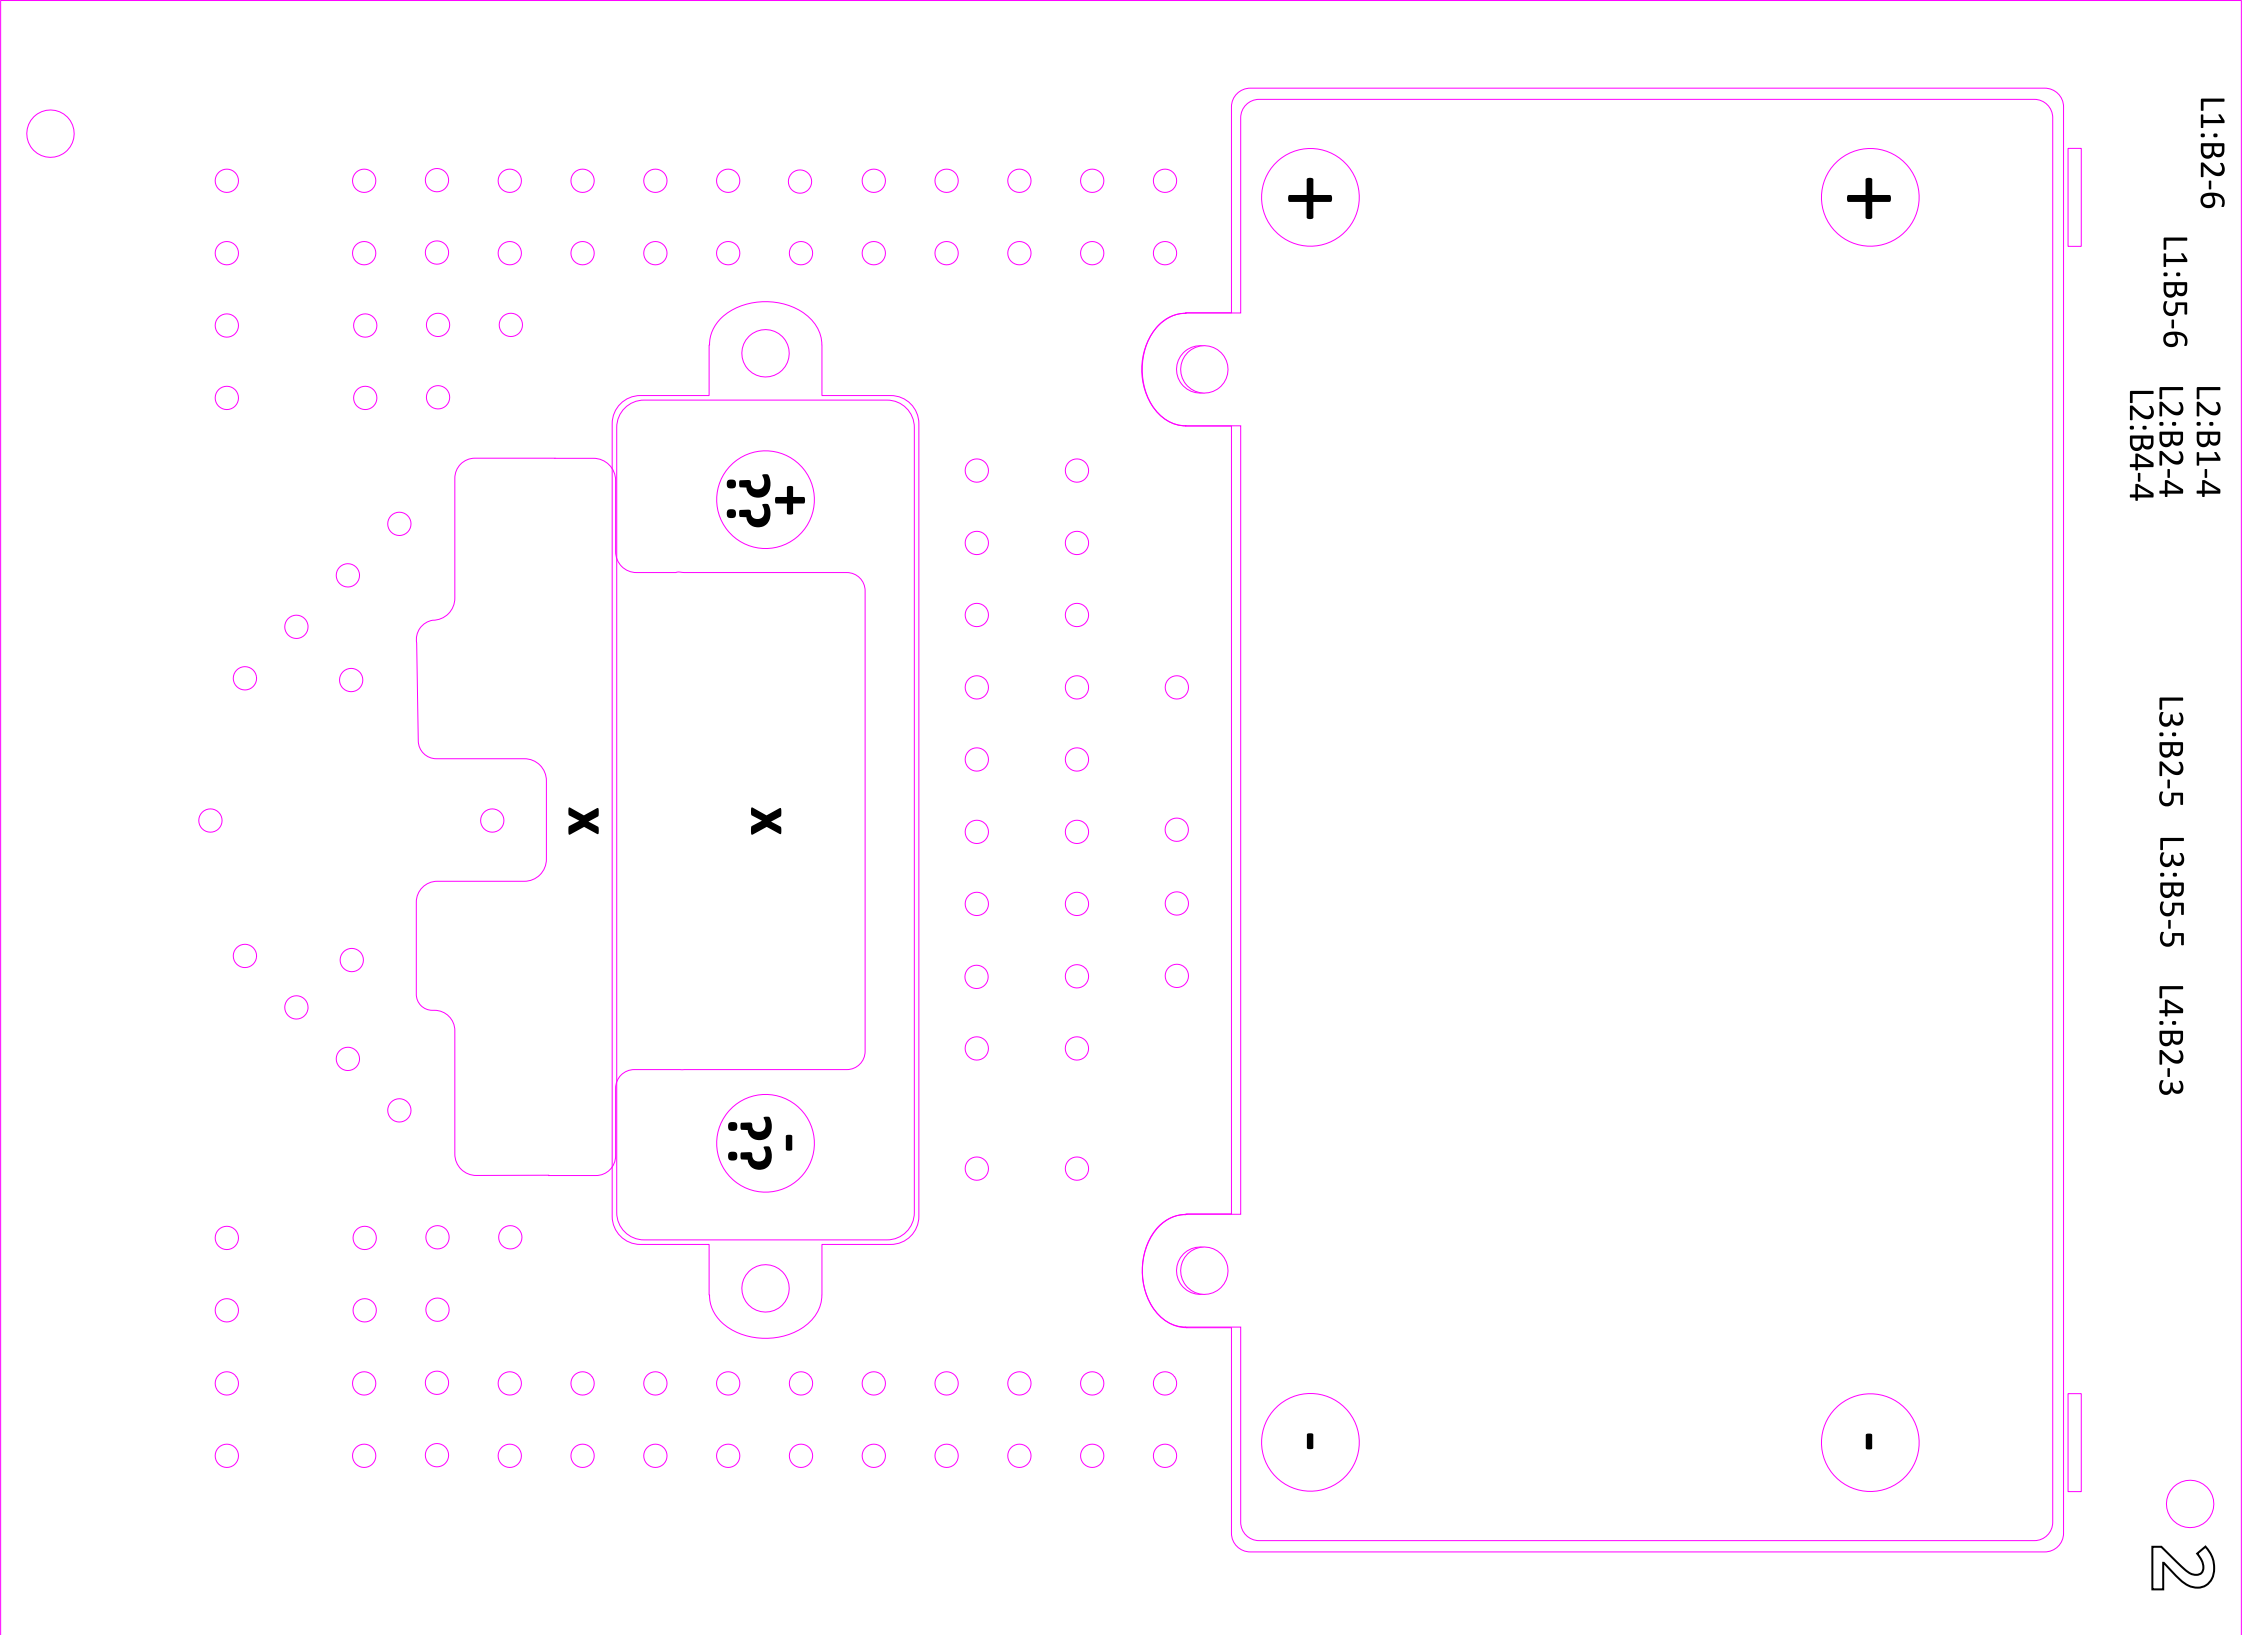 L1:B2-6
L1:B5-6
L2:B1-4
L2:B2-4
L2:B4-4
L3:B2-5
L3:B5-5
L4:B2-3
+
+
+
??
x
x
-
??
-
-
2